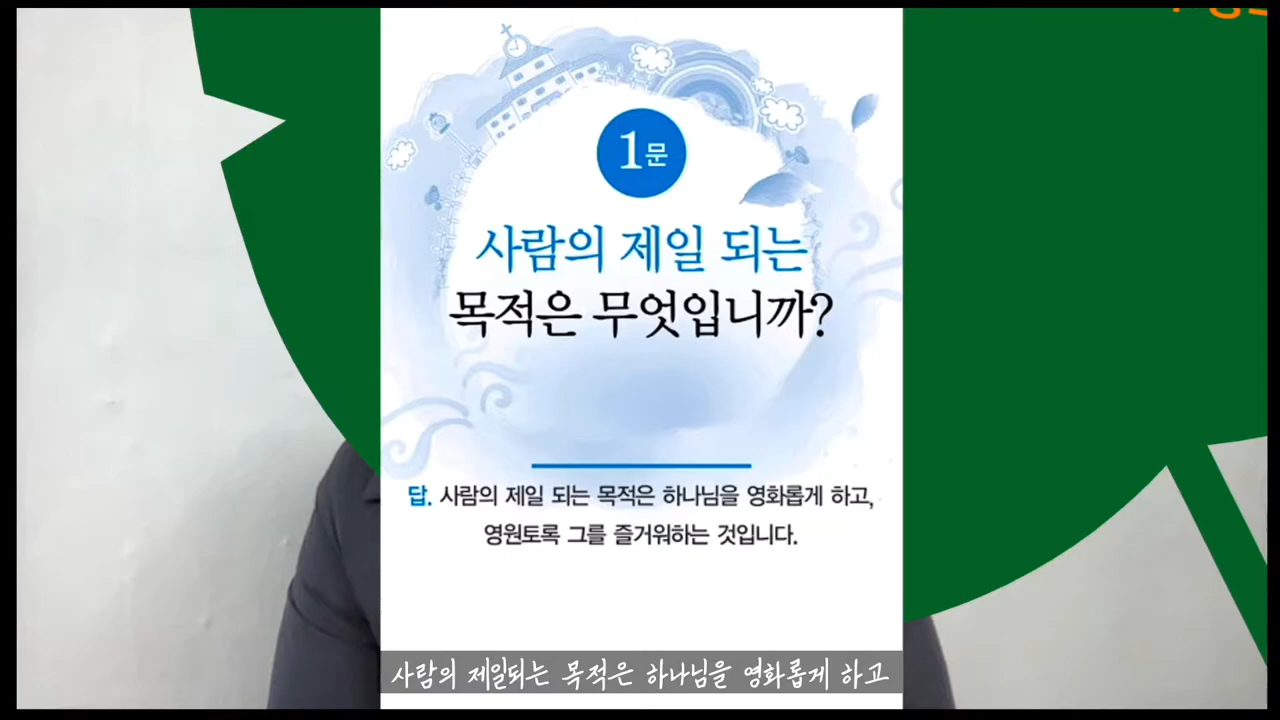 1문
사람의 제일 되는
목적은 무엇입니까?
답. 사람의 제일 되는 목적은 하나님을 영화롭게 하고,
영원토록 그를 즐거워하는 것입니다.
사람의 제일되는 목적은 하나님을 영화롭게 하고